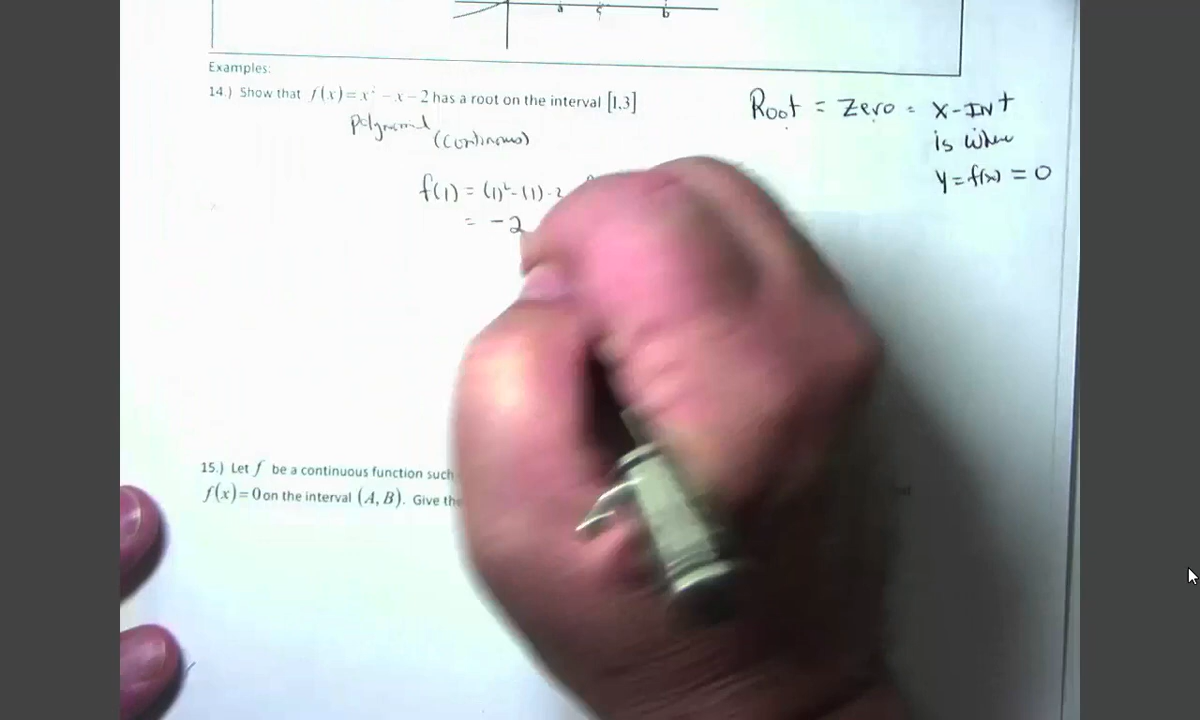 a c b
Examples:
14.) Show that f(x)=x²-x-2 has a root on the interval [1,3]
polynomial (continuous)
f(1) = (1)²-(1)-2
= -2
Root = Zero = X-INT
is where
y=f(x) = 0
15.) Let f be a continuous function such
f(x)=0 on the interval (A,B). Give the